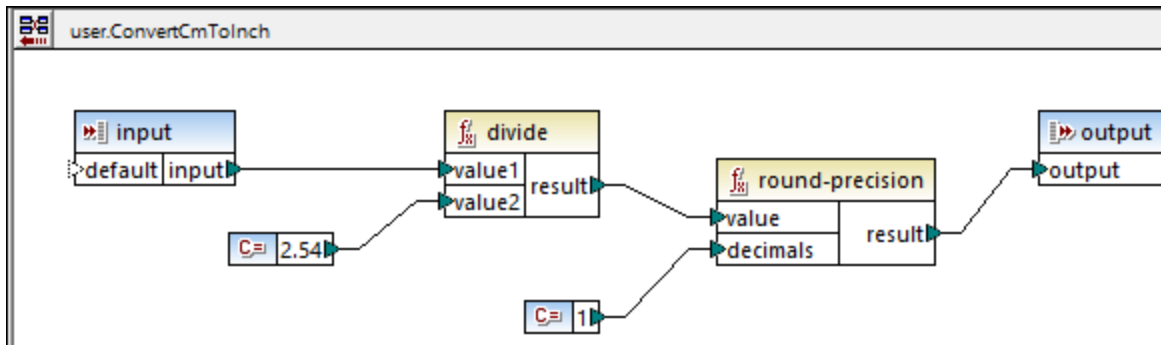 user.ConvertCmToInch
input
default input
divide
value1
value2
result
C= 2.54
round-precision
value
decimals
result
C= 1
output
output